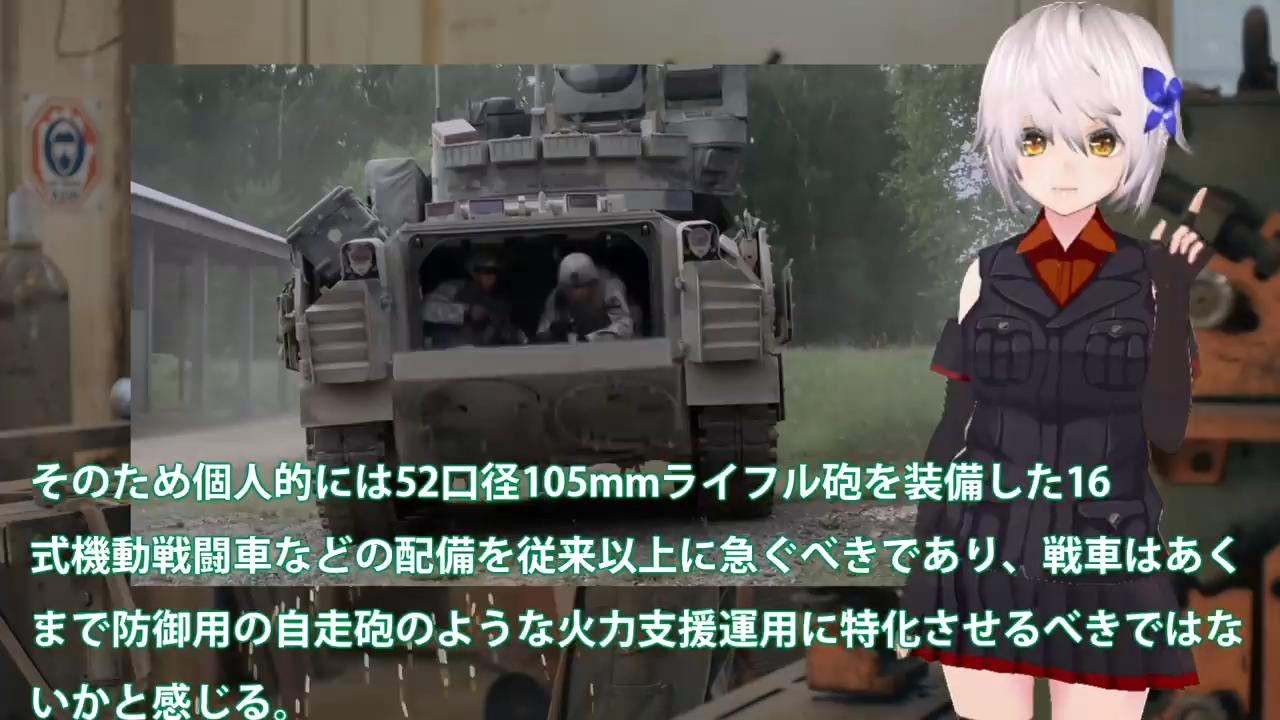 そのため個人的には52口径105mmライフル砲を装備した16
式機動戦闘車などの配備を従来以上に急ぐべきであり、戦車はあく
まで防御用の自走砲のような火力支援運用に特化させるべきではな
いかと感じる。